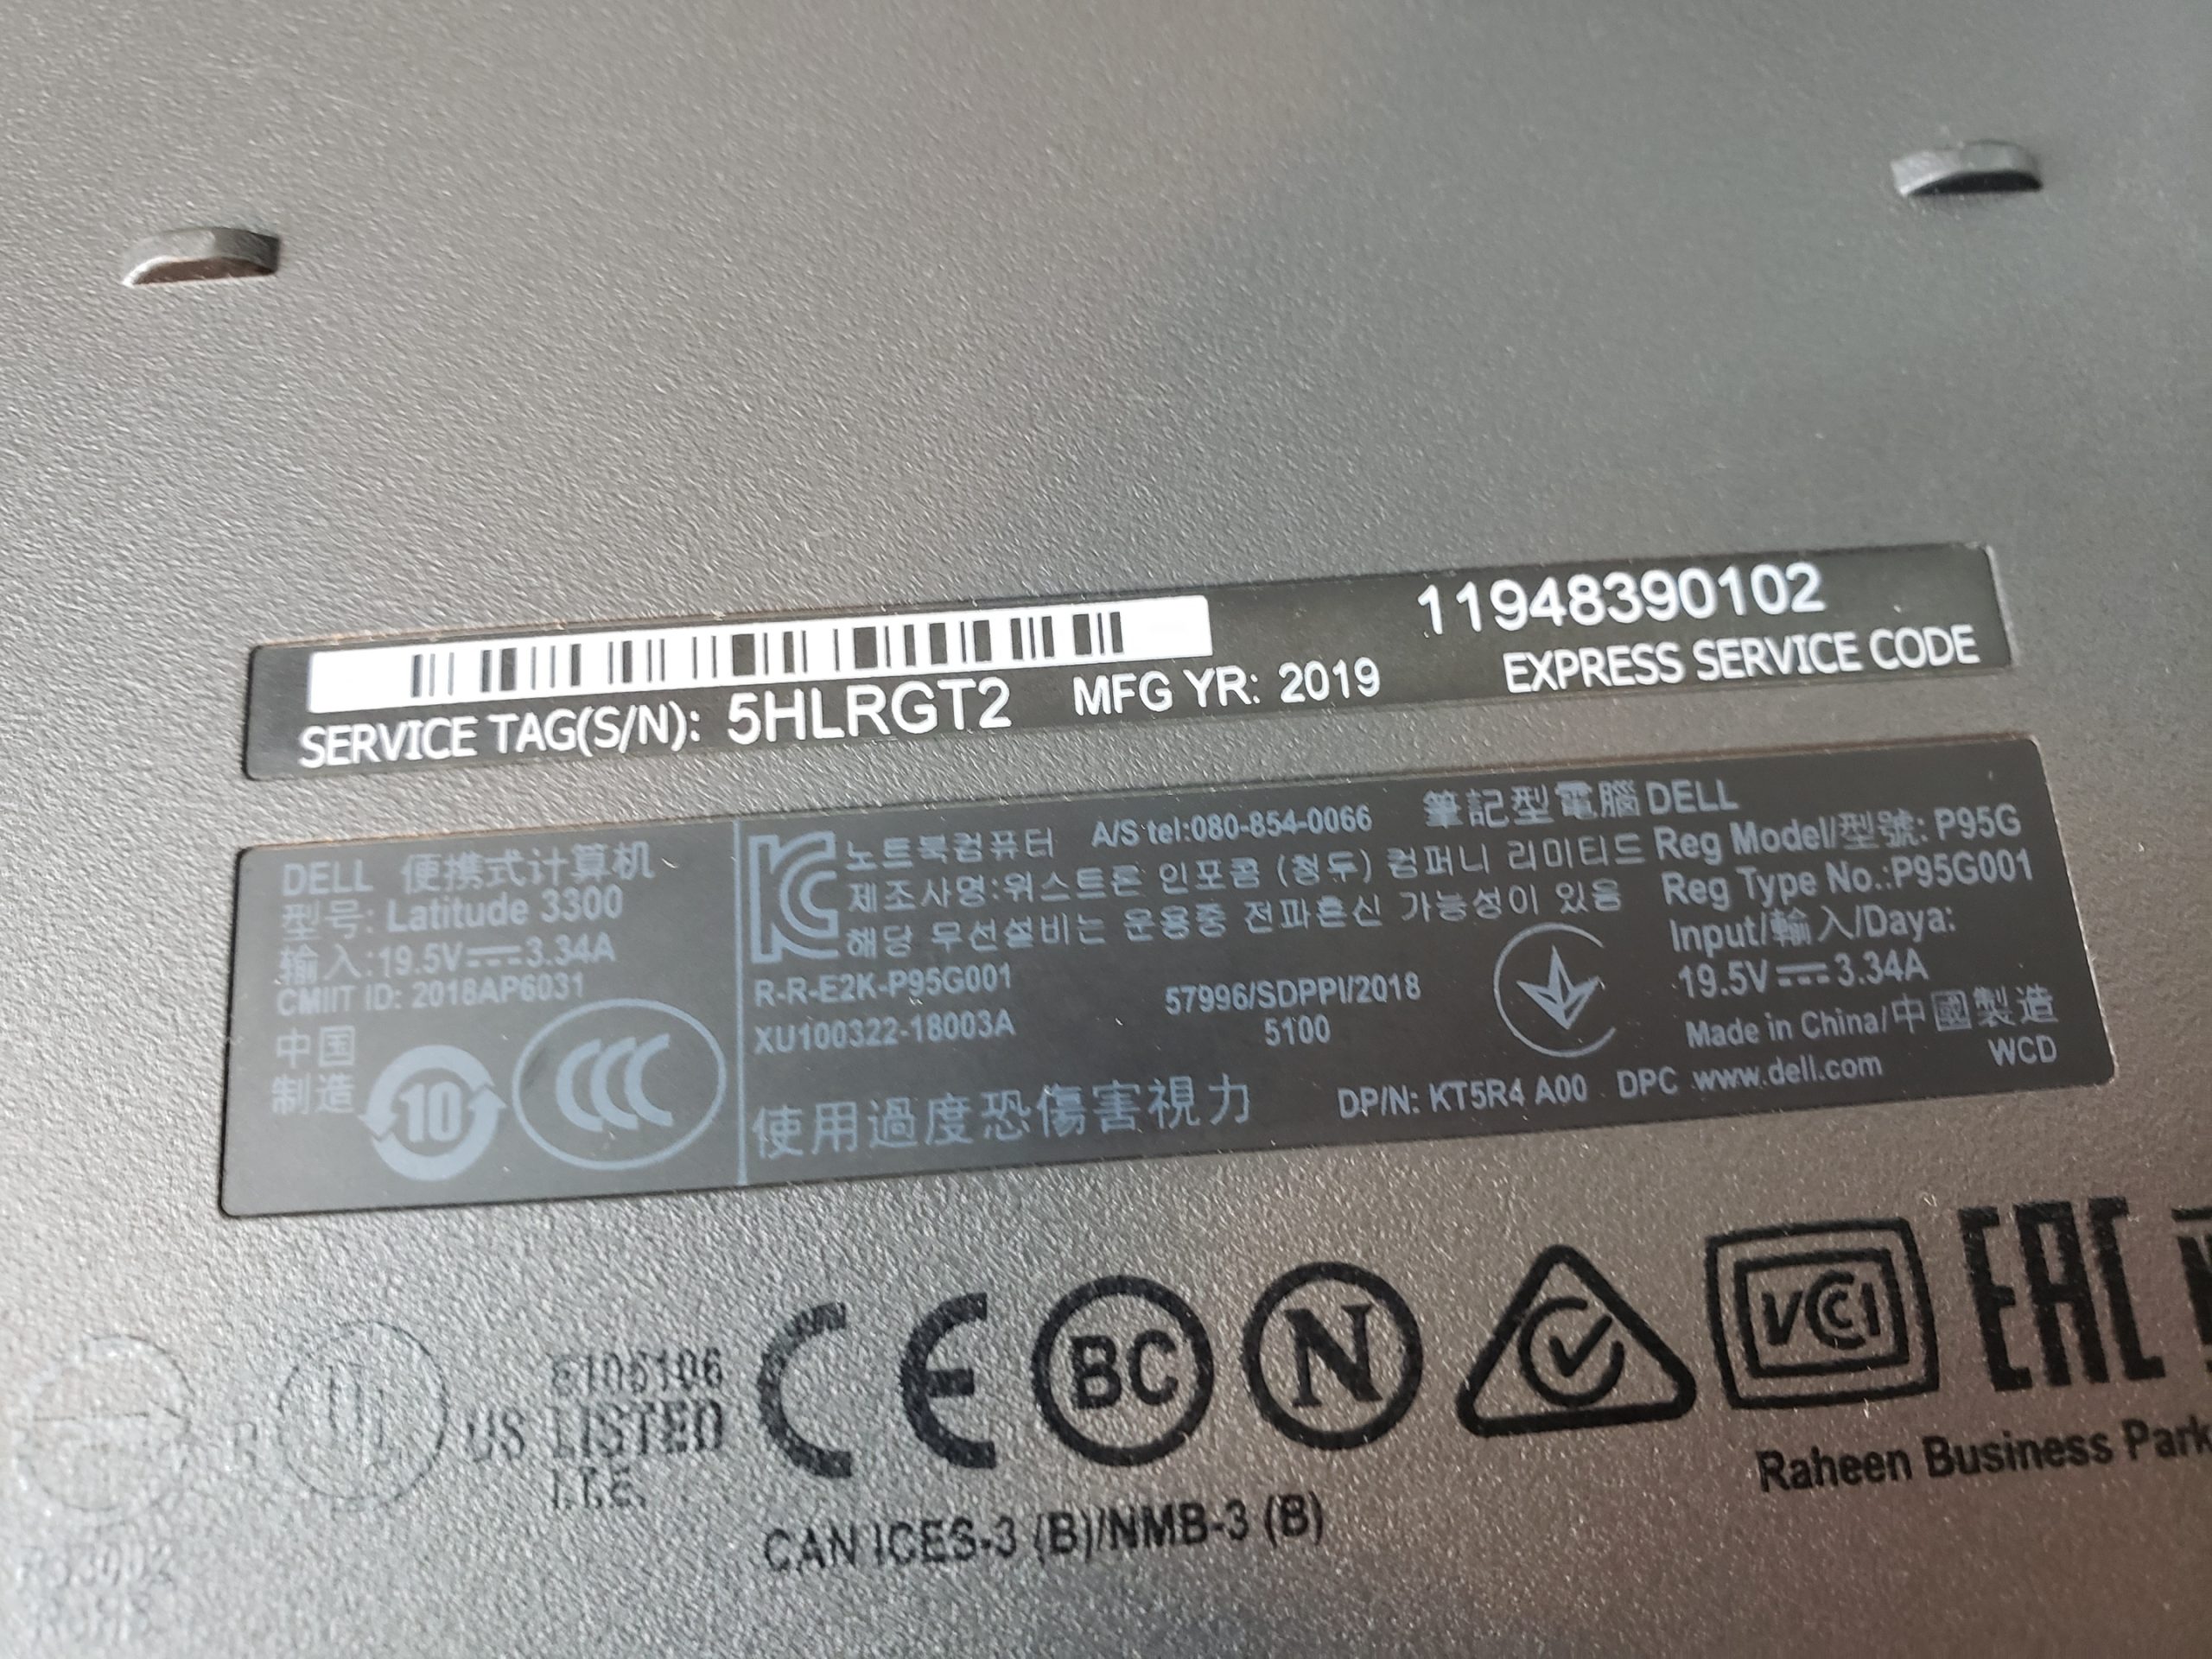 11948390102
SERVICE TAG(S/N): 5HLRGT2 MFG YR: 2019 EXPRESS SERVICE CODE
DELL 便携式计算机
型号: Latitude 3300
输入:19.5V⎓3.34A
CMIIT ID: 2018AP6031
中国
制造
10
CCC
노트북컴퓨터 A/S tel:080-854-0066
제조사명:위스트론 인포콤 (청두) 컴퍼니 리미티드
해당 무선설비는 운용중 전파혼신 가능성이 있음
R-R-E2K-P95G001
XU100322-18003A
57996/SDPPI/2018
5100
使用過度恐傷害視力
筆記型電腦 DELL
Reg Model/型號: P95G
Reg Type No.:P95G001
Input/輸入/Daya:
19.5V⎓3.34A
Made in China/中國製造
DP/N: KT5R4 A00 DPC www.dell.com WCD
UL
E106106
US LISTED
I.T.E.
CE BC N VCCI EAC
CAN ICES-3 (B)/NMB-3 (B)
Raheen Business Park
RoHS